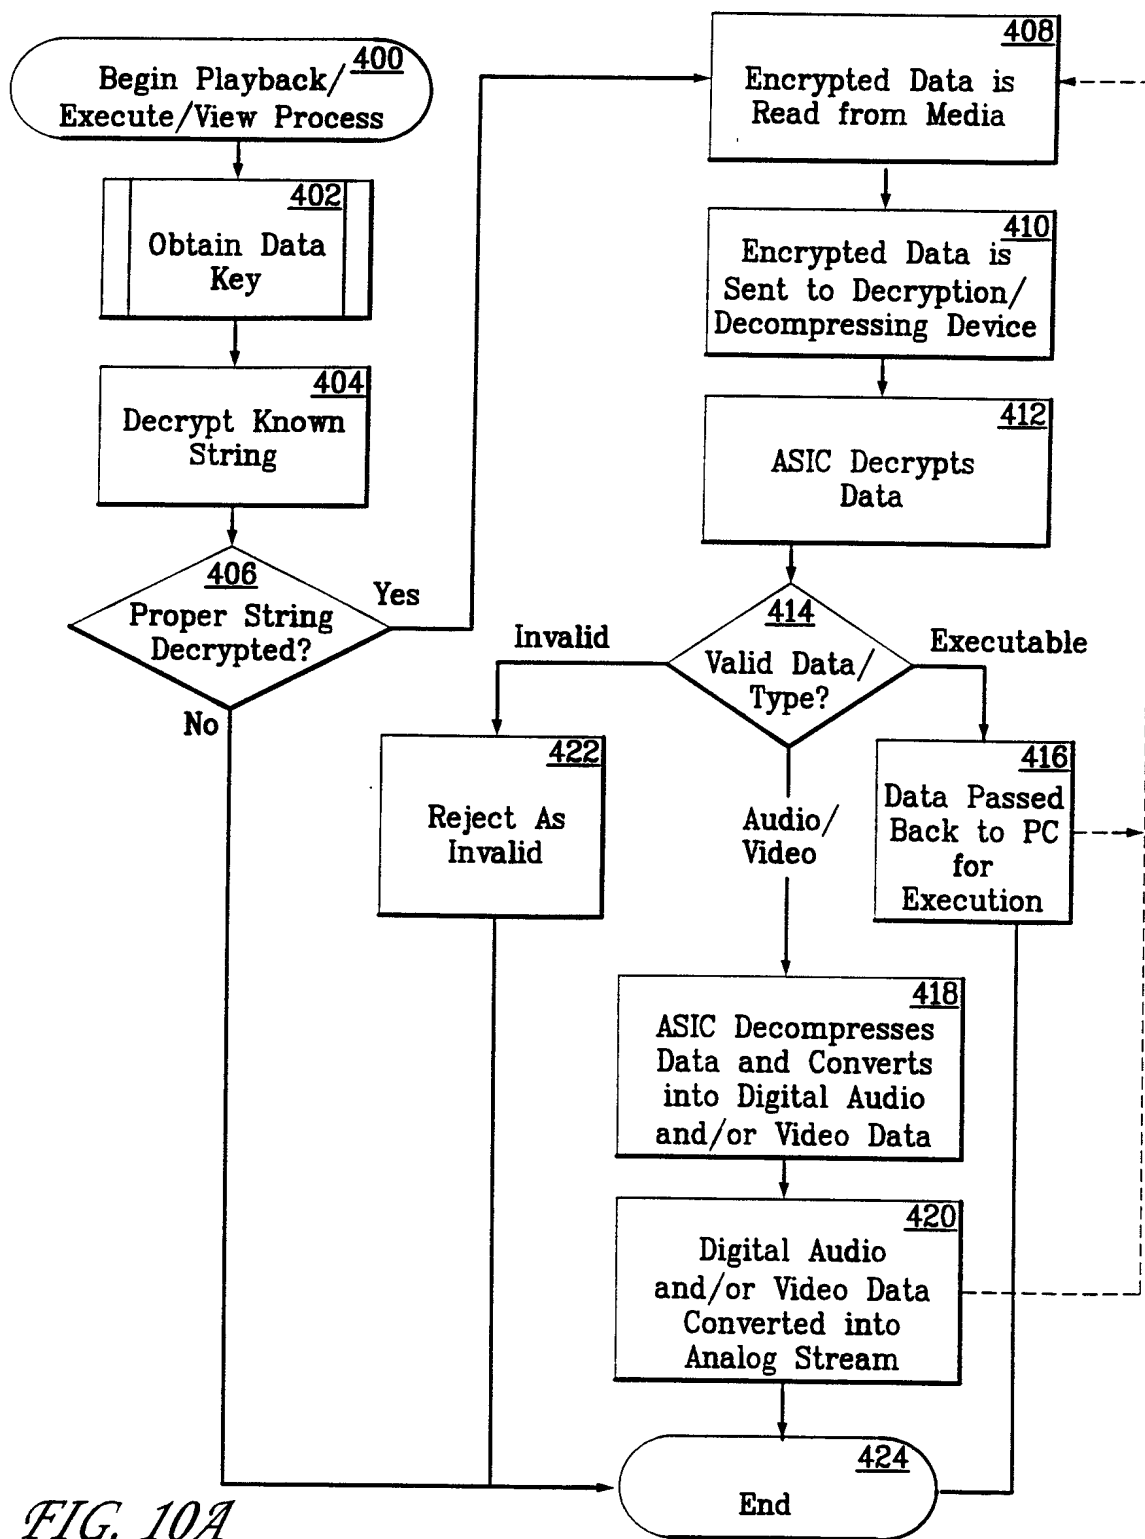 400
Begin Playback/
Execute/View Process
402
Obtain Data
Key
404
Decrypt Known
String
406
Proper String
Decrypted?
Yes
No
408
Encrypted Data is
Read from Media
410
Encrypted Data is
Sent to Decryption/
Decompressing Device
412
ASIC Decrypts
Data
414
Valid Data/
Type?
Invalid
Executable
Audio/
Video
422
Reject As
Invalid
416
Data Passed
Back to PC
for
Execution
418
ASIC Decompresses
Data and Converts
into Digital Audio
and/or Video Data
420
Digital Audio
and/or Video Data
Converted into
Analog Stream
424
End
FIG. 10A